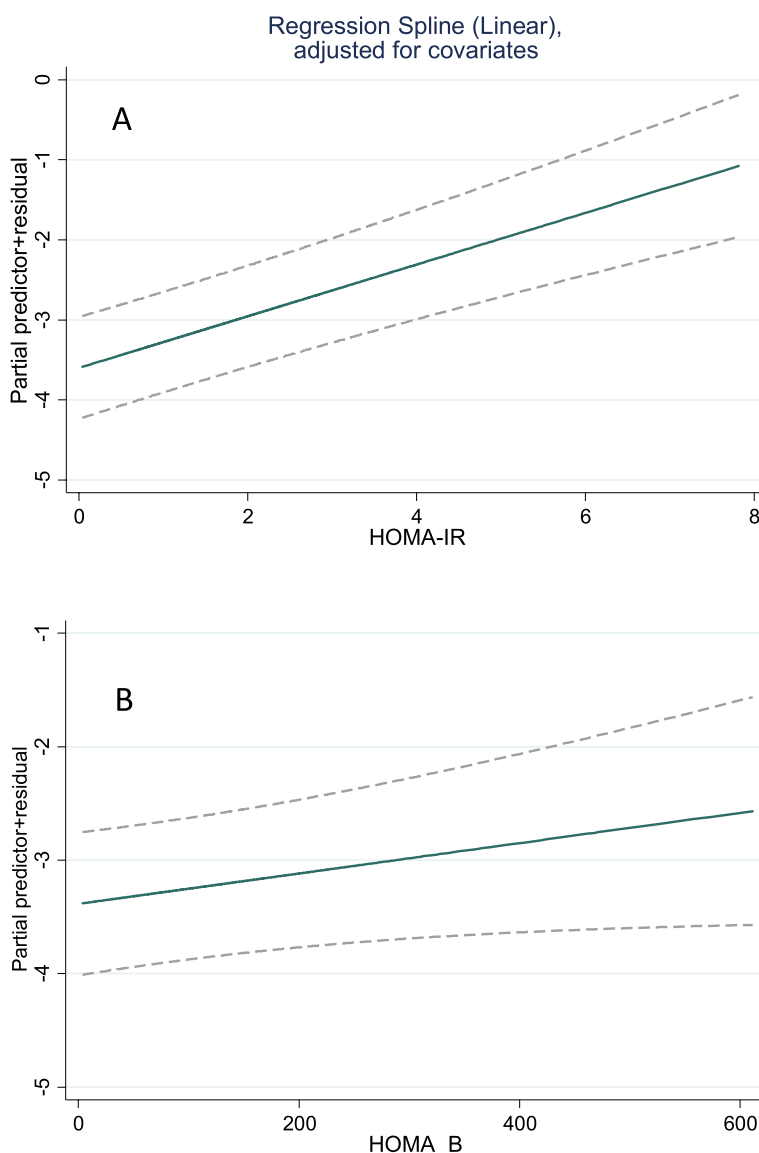 Regression Spline (Linear),
adjusted for covariates
A
Partial predictor+residual
0
-1
-2
-3
-4
-5
0 2 4 6 8
HOMA-IR
B
Partial predictor+residual
-1
-2
-3
-4
-5
0 200 400 600
HOMA B